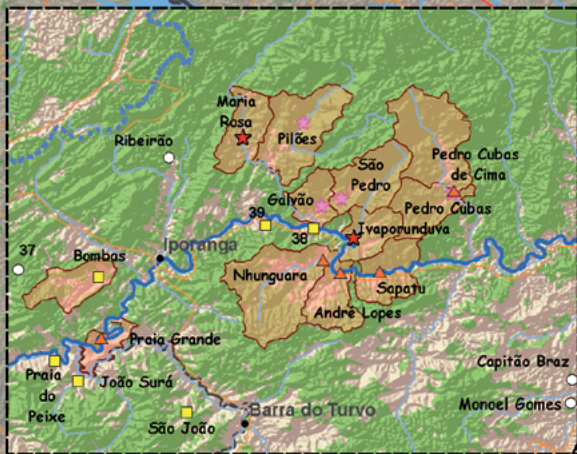 Maria
Rosa
Pilões
Ribeirão
São
Pedro
Pedro Cubas
de Cima
Galvão
Pedro Cubas
39
38
Ivaporunduva
37
Iporanga
Bombas
Nhunguara
Sapatu
André Lopes
Praia Grande
Praia
do
Peixe
João Surá
São João
Barra do Turvo
Capitão Braz
Monoel Gomes